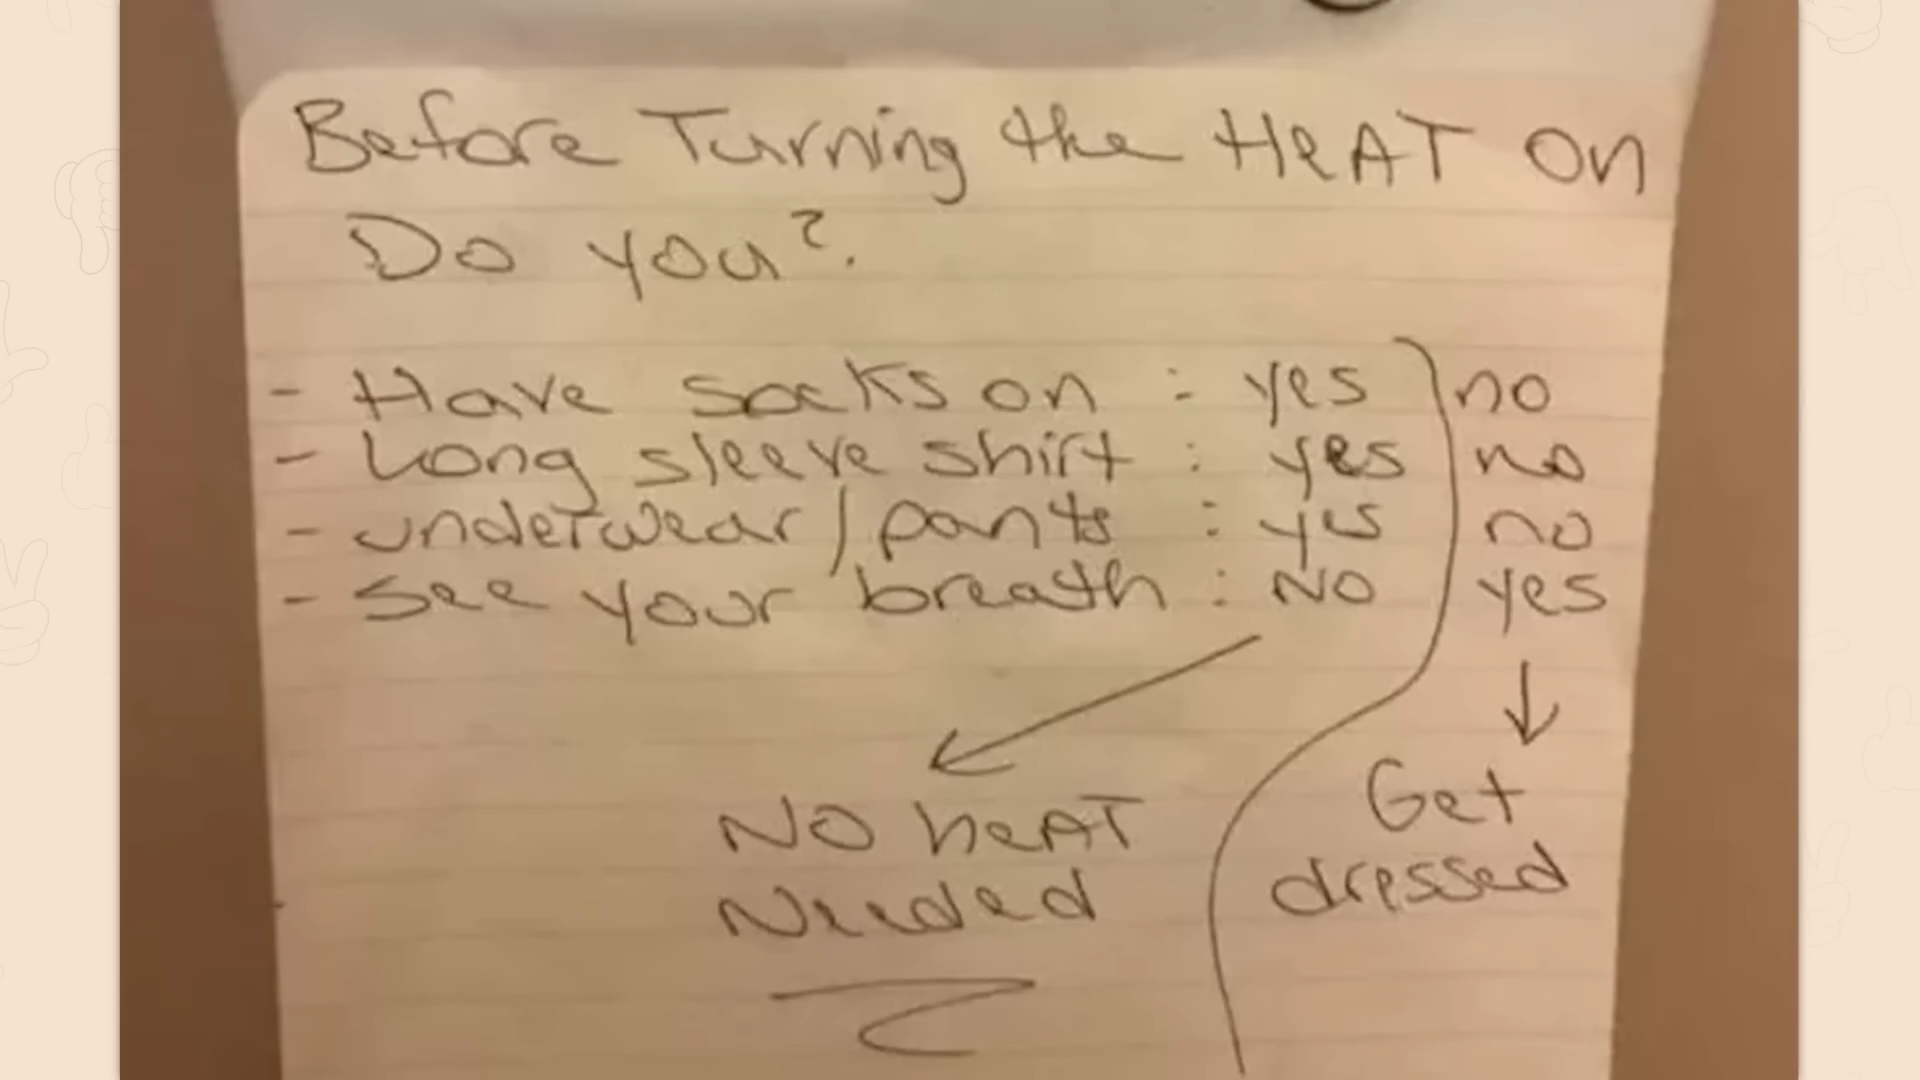 Before Turning the HeAT on
Do you?
- Have socks on : yes no
- Long sleeve shirt : yes no
- underwear/pants : yes no
- see your breath : NO yes
NO heAT
Needed
Get
dressed